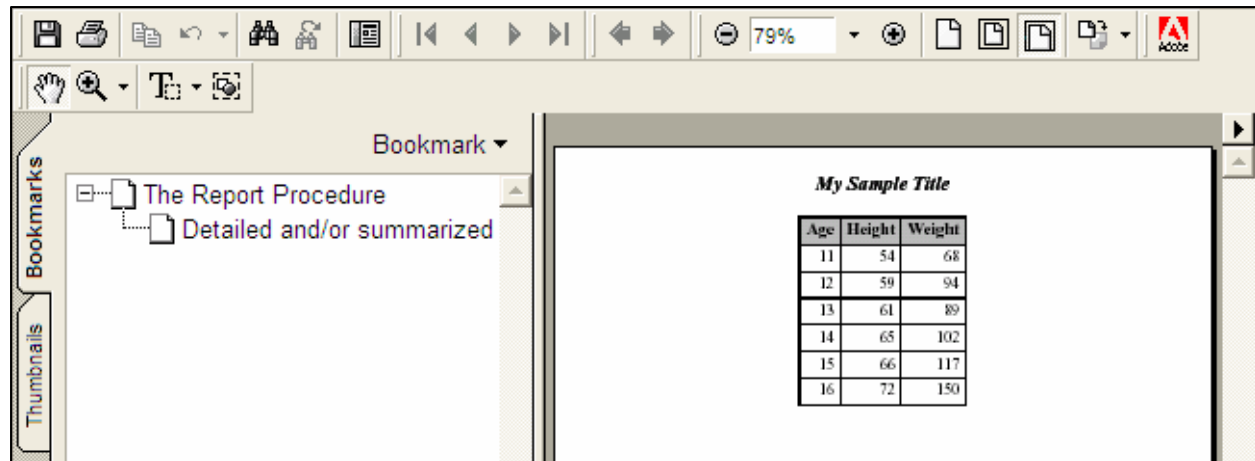 79%
Adobe
Bookmarks
Thumbnails
Bookmark
The Report Procedure
Detailed and/or summarized
My Sample Title
Age Height Weight
11 54 68
12 59 94
13 61 89
14 65 102
15 66 117
16 72 150